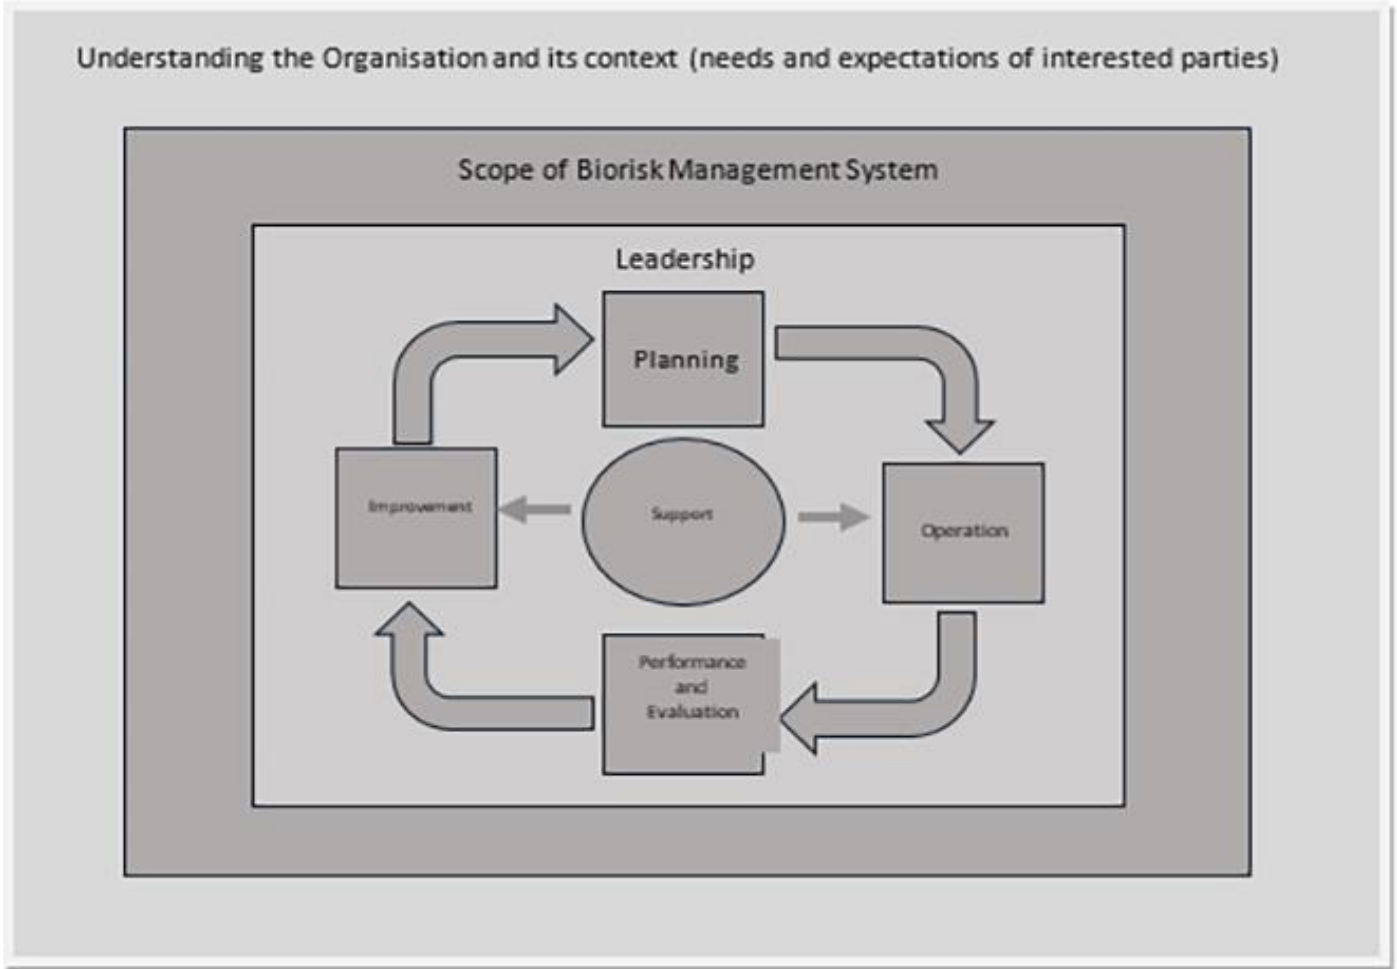 Understanding the Organisation and its context (needs and expectations of interested parties)
Scope of Biorisk Management System
Leadership
Planning
Improvement
Support
Operation
Performance
and
Evaluation